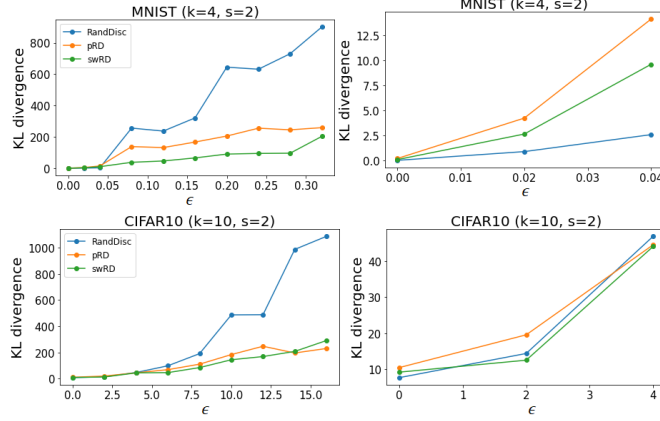 MNIST (k=4, s=2)
KL divergence
800
600
400
200
0
RandDisc
pRD
swRD
0.00 0.05 0.10 0.15 0.20 0.25 0.30
ϵ
MNIST (k=4, s=2)
KL divergence
12.5
10.0
7.5
5.0
2.5
0.0
0.00 0.01 0.02 0.03 0.04
ϵ
CIFAR10 (k=10, s=2)
KL divergence
1000
800
600
400
200
0
RandDisc
pRD
swRD
0.0 2.5 5.0 7.5 10.0 12.5 15.0
ϵ
CIFAR10 (k=10, s=2)
KL divergence
40
30
20
10
0 1 2 3 4
ϵ